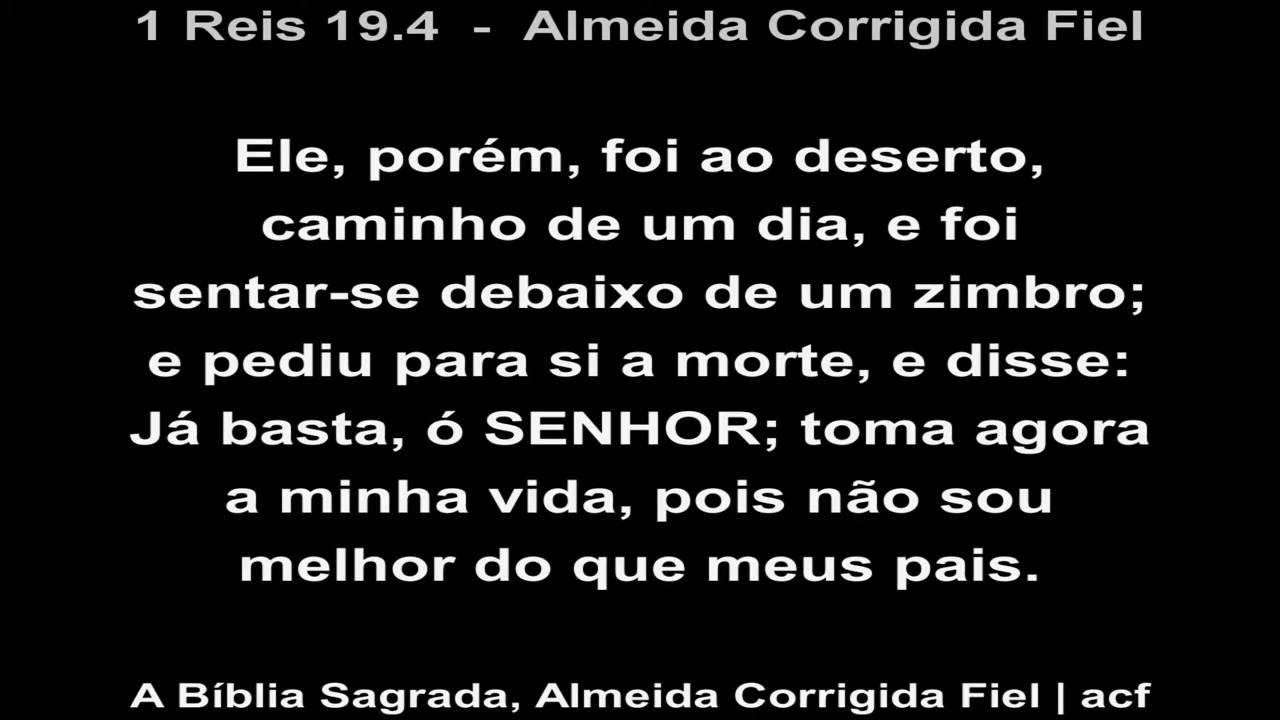 1 Reis 19.4 - Almeida Corrigida Fiel
Ele, porém, foi ao deserto,
caminho de um dia, e foi
sentar-se debaixo de um zimbro;
e pediu para si a morte, e disse:
Já basta, ó SENHOR; toma agora
a minha vida, pois não sou
melhor do que meus pais.
A Bíblia Sagrada, Almeida Corrigida Fiel | acf